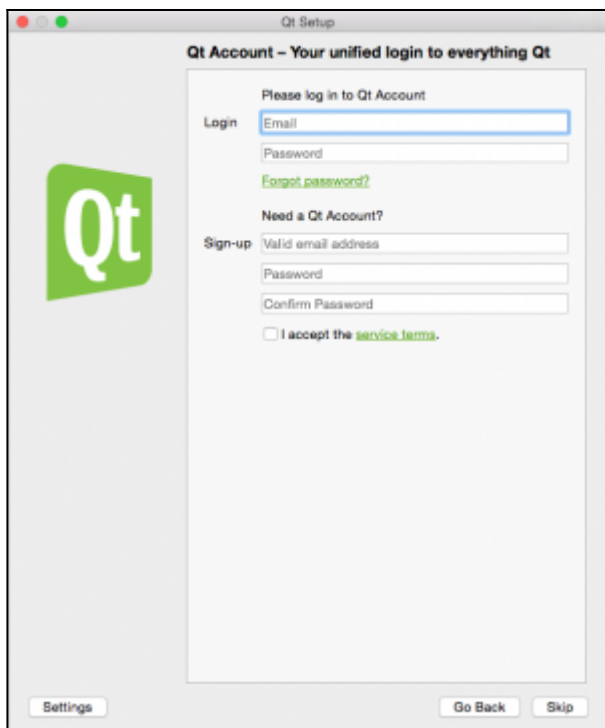 Qt Setup
Qt Account – Your unified login to everything Qt
Please log in to Qt Account
Login Email
Password
Forgot password?
Qt
Need a Qt Account?
Sign-up Valid email address
Password
Confirm Password
I accept the service terms.
Settings Go Back Skip